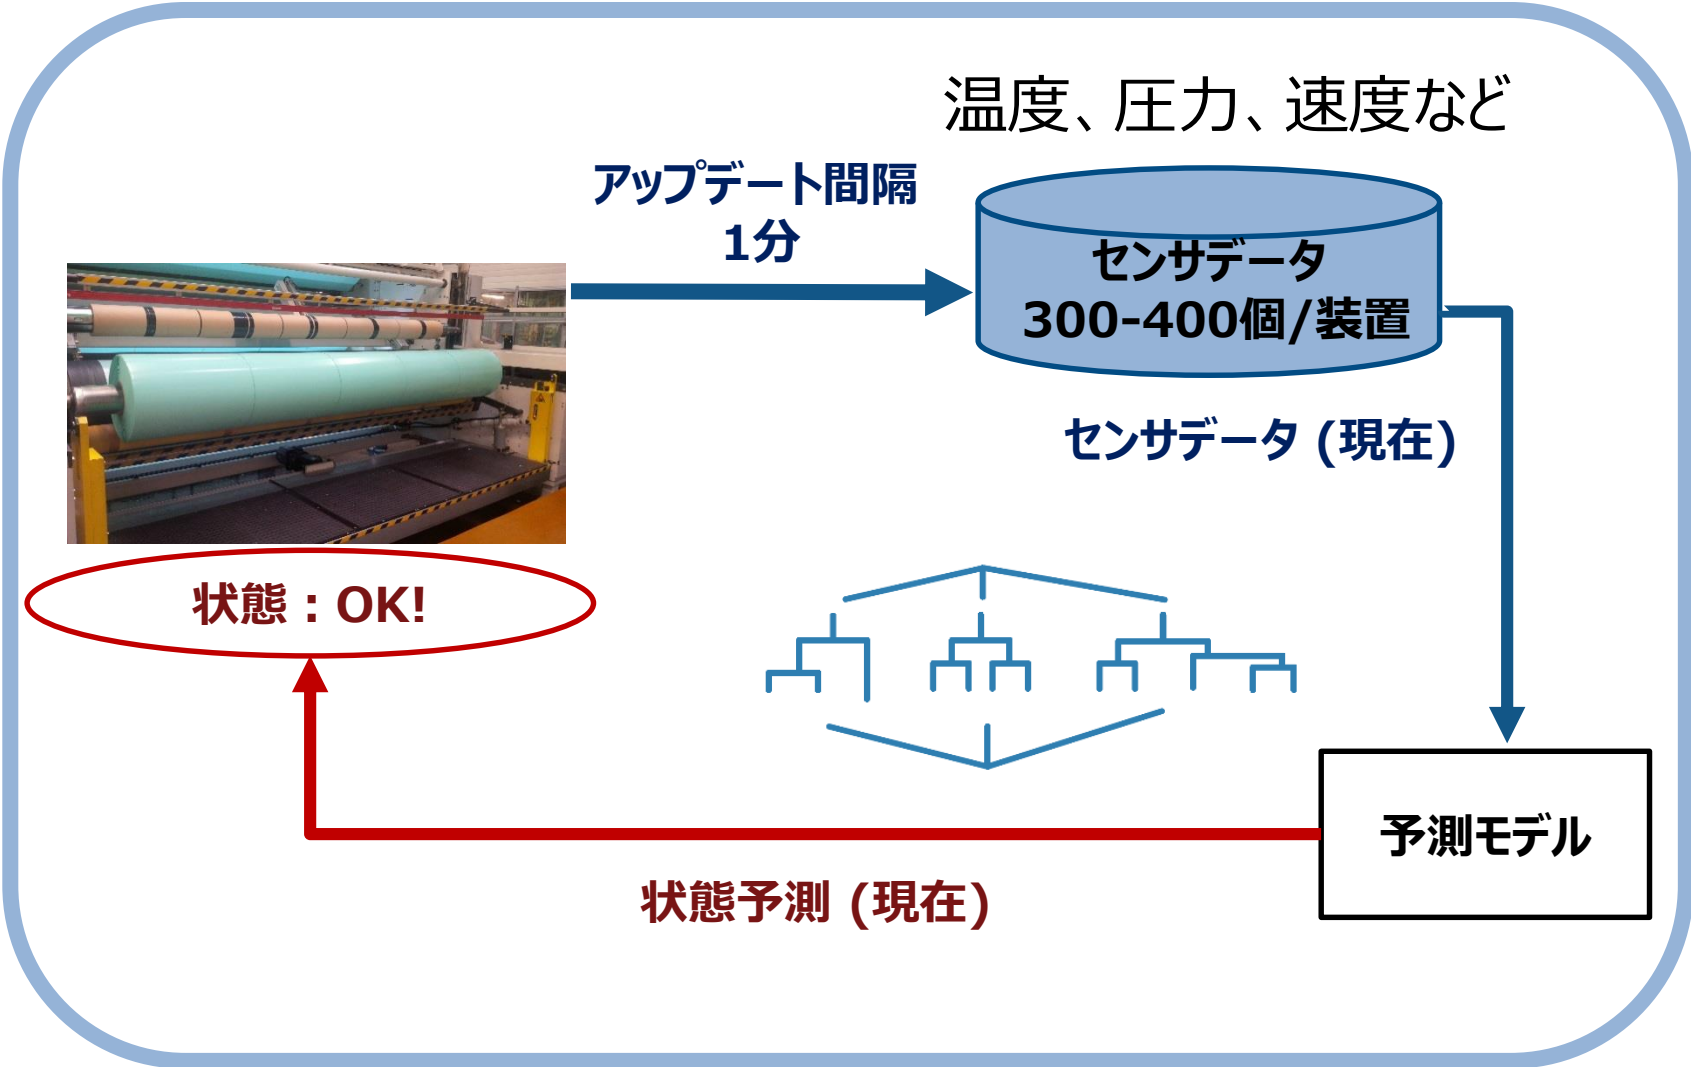 温度、圧力、速度など
アップデート間隔
1分
センサデータ
300-400個/装置
センサデータ (現在)
状態：OK!
予測モデル
状態予測 (現在)